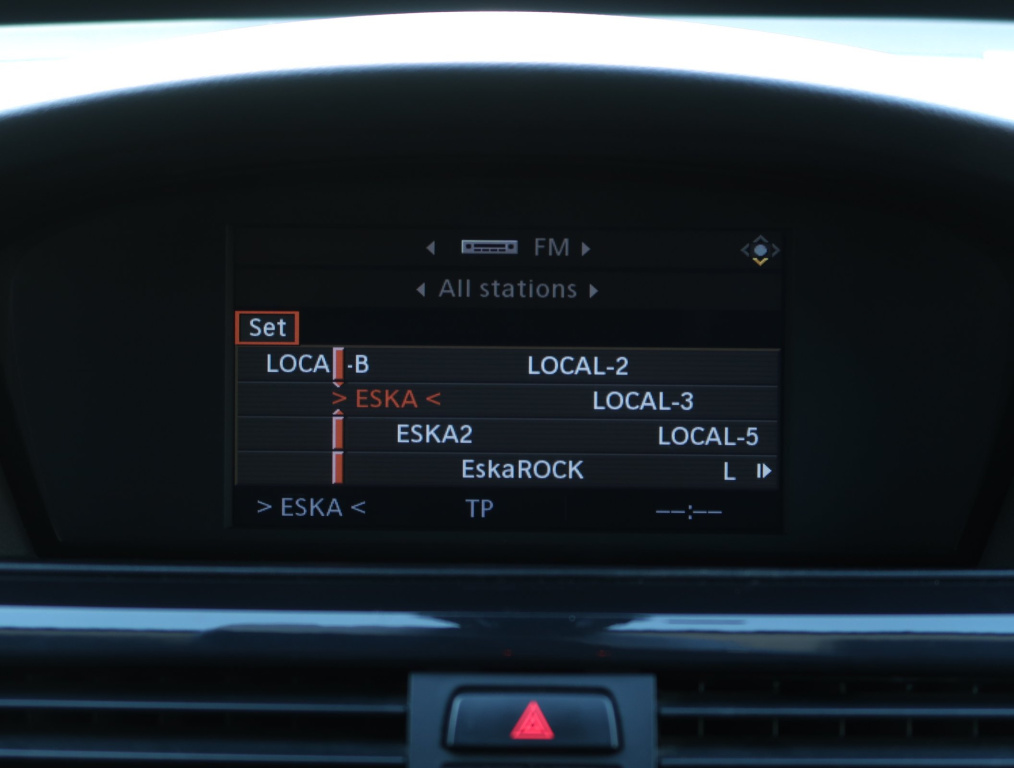 FM
All stations
Set
LOCA -B LOCAL-2
> ESKA < LOCAL-3
ESKA2 LOCAL-5
EskaROCK L
> ESKA < TP --:--